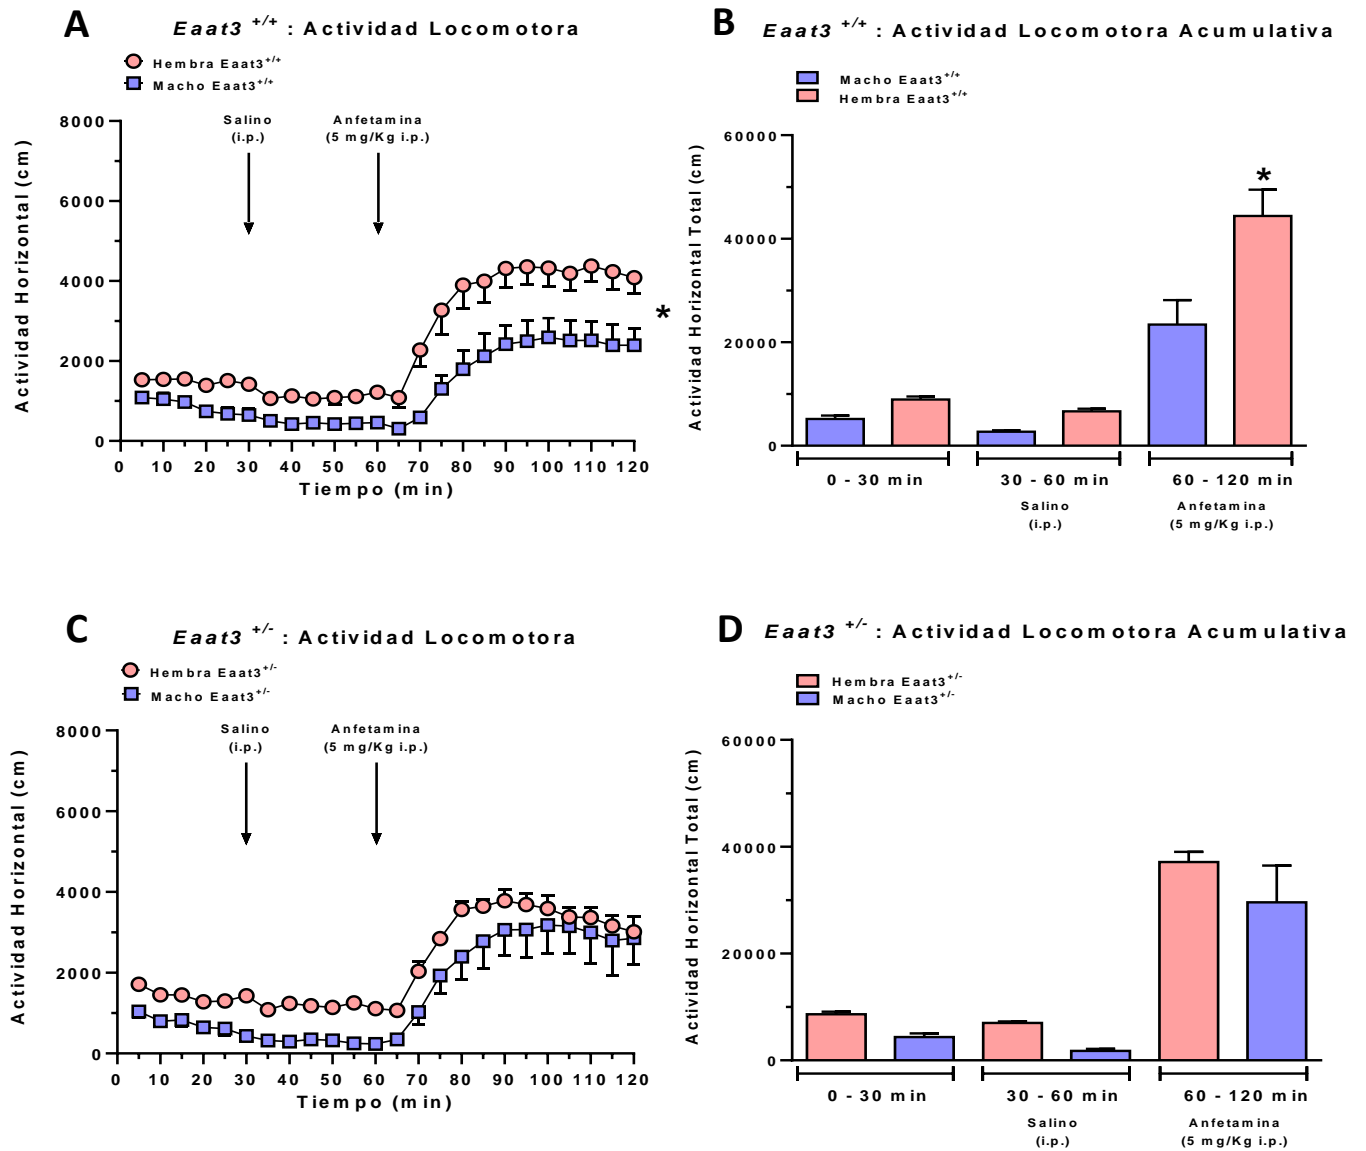 A
Eaat3 +/+ : Actividad Locomotora
Hembra Eaat3+/+
Macho Eaat3+/+
Salino
(i.p.)
Anfetamina
(5 mg/Kg i.p.)
Actividad Horizontal (cm)
8000
6000
4000
2000
0
*
0 10 20 30 40 50 60 70 80 90 100 110 120
Tiempo (min)
B
Eaat3 +/+ : Actividad Locomotora Acumulativa
Macho Eaat3+/+
Hembra Eaat3+/+
Actividad Horizontal Total (cm)
60000
40000
20000
0
*
0 - 30 min
30 - 60 min
60 - 120 min
Salino
(i.p.)
Anfetamina
(5 mg/Kg i.p.)
C
Eaat3 +/- : Actividad Locomotora
Hembra Eaat3+/-
Macho Eaat3+/-
Salino
(i.p.)
Anfetamina
(5 mg/Kg i.p.)
Actividad Horizontal (cm)
8000
6000
4000
2000
0
0 10 20 30 40 50 60 70 80 90 100 110 120
Tiempo (min)
D
Eaat3 +/- : Actividad Locomotora Acumulativa
Hembra Eaat3+/-
Macho Eaat3+/-
Actividad Horizontal Total (cm)
60000
40000
20000
0
0 - 30 min
30 - 60 min
60 - 120 min
Salino
(i.p.)
Anfetamina
(5 mg/Kg i.p.)